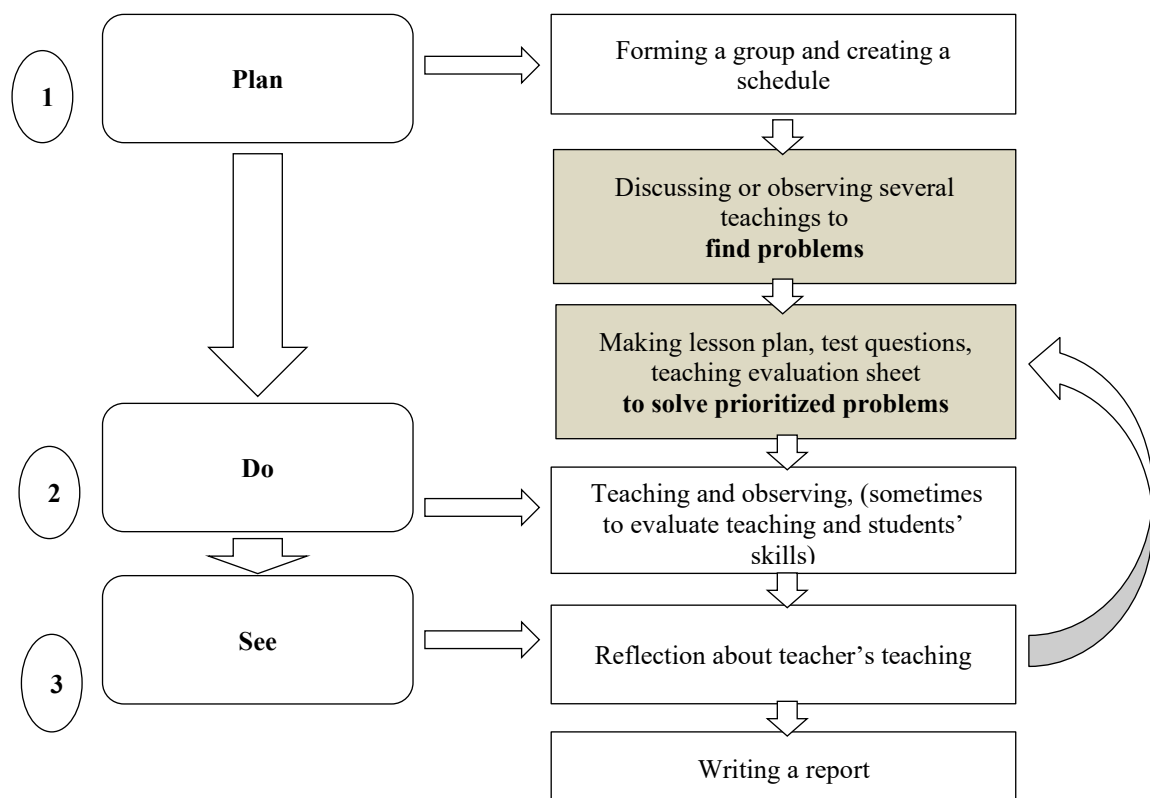 1
Plan
Forming a group and creating a
schedule
Discussing or observing several
teachings to
find problems
Making lesson plan, test questions,
teaching evaluation sheet
to solve prioritized problems
2
Do
Teaching and observing, (sometimes
to evaluate teaching and students’
skills)
3
See
Reflection about teacher’s teaching
Writing a report